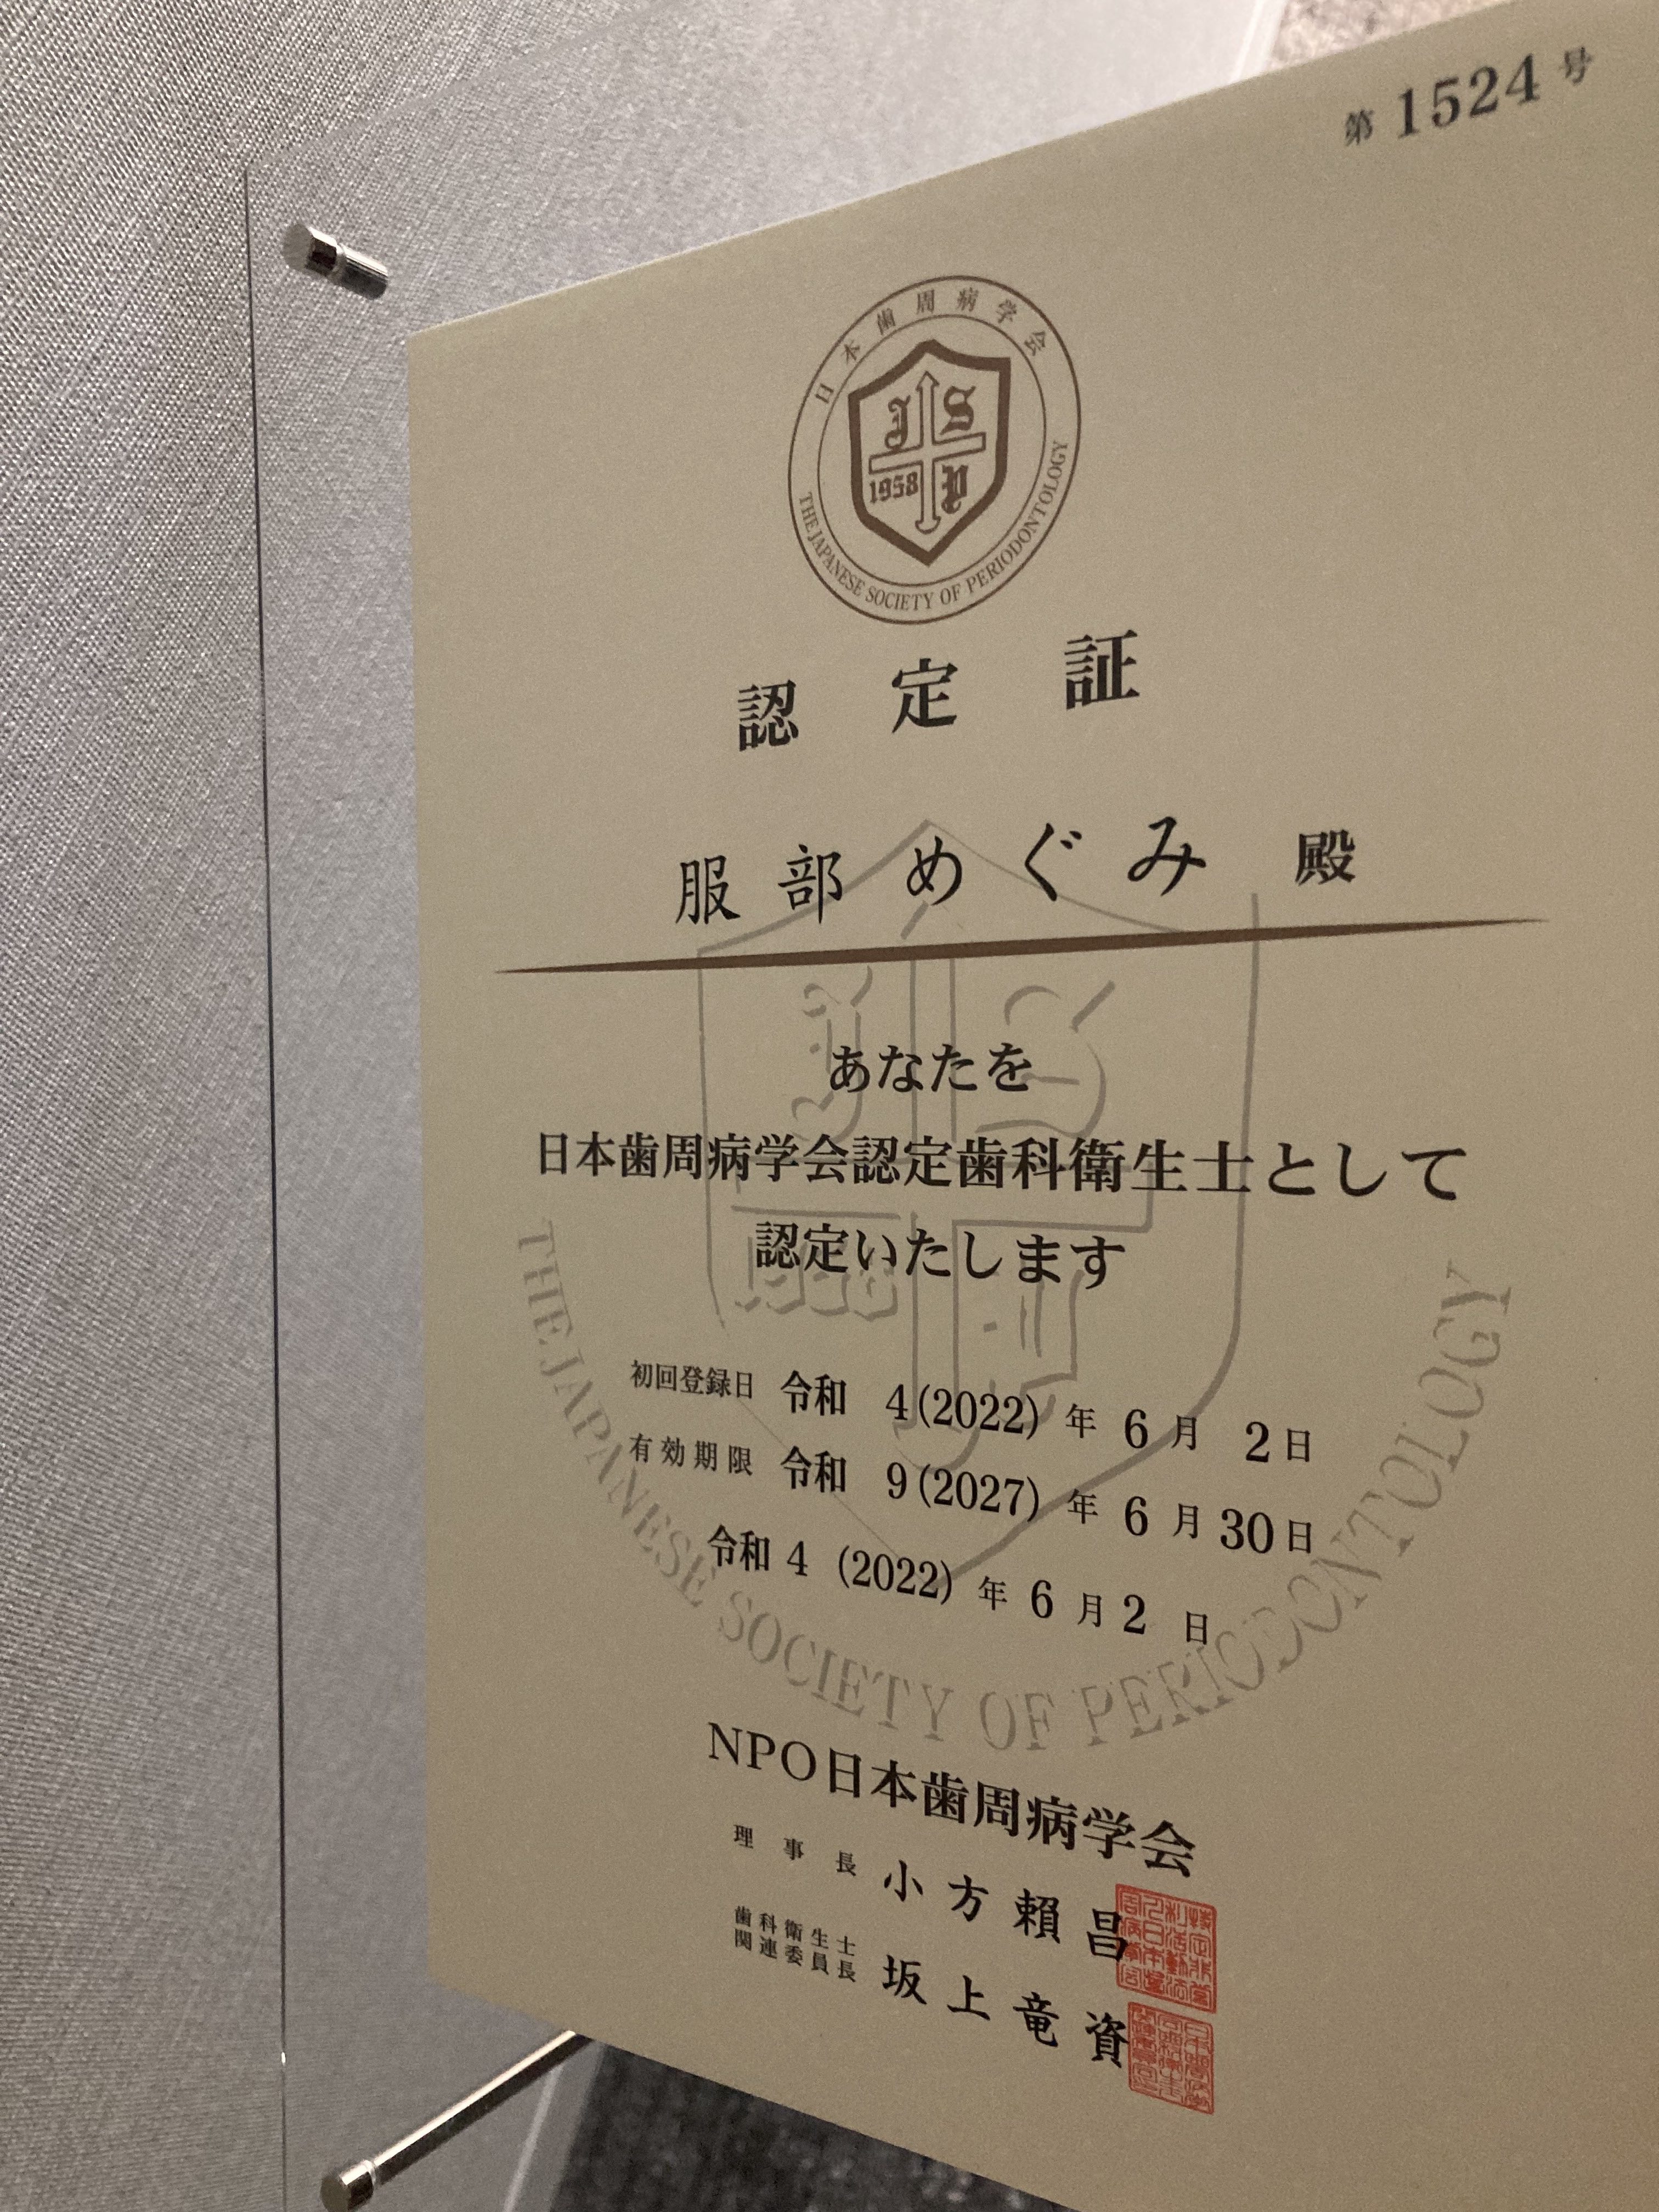 第 1524 号
日本歯周病学会
J S
1958 P
THE JAPANESE SOCIETY OF PERIODONTOLOGY
認定証
服部 めぐみ 殿
あなたを
日本歯周病学会認定歯科衛生士として
認定いたします
初回登録日 令和 4(2022) 年 6 月 2 日
有効期限 令和 9(2027) 年 6 月 30 日
令和 4 (2022) 年 6 月 2 日
THE JAPANESE SOCIETY OF PERIODONTOLOGY
NPO日本歯周病学会
理事長 小方賴昌
歯科衛生士
関連委員長 坂上竜資